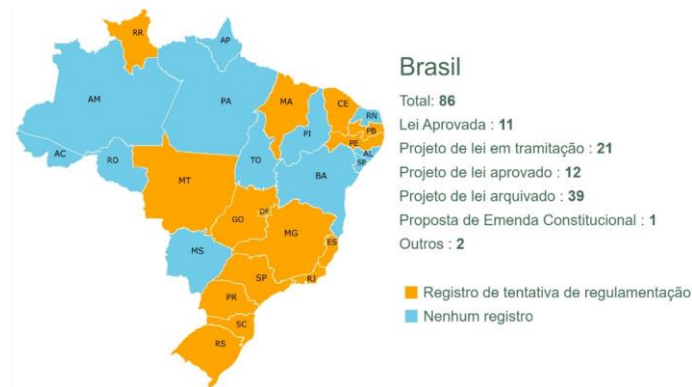 RR
AP
AM
PA
MA
CE
RN
PB
PE
PI
AL
SE
AC
RO
TO
BA
MT
GO
DF
MG
ES
MS
SP
RJ
PR
SC
RS
Brasil
Total: 86
Lei Aprovada : 11
Projeto de lei em tramitação : 21
Projeto de lei aprovado : 12
Projeto de lei arquivado : 39
Proposta de Emenda Constitucional : 1
Outros : 2
Registro de tentativa de regulamentação
Nenhum registro